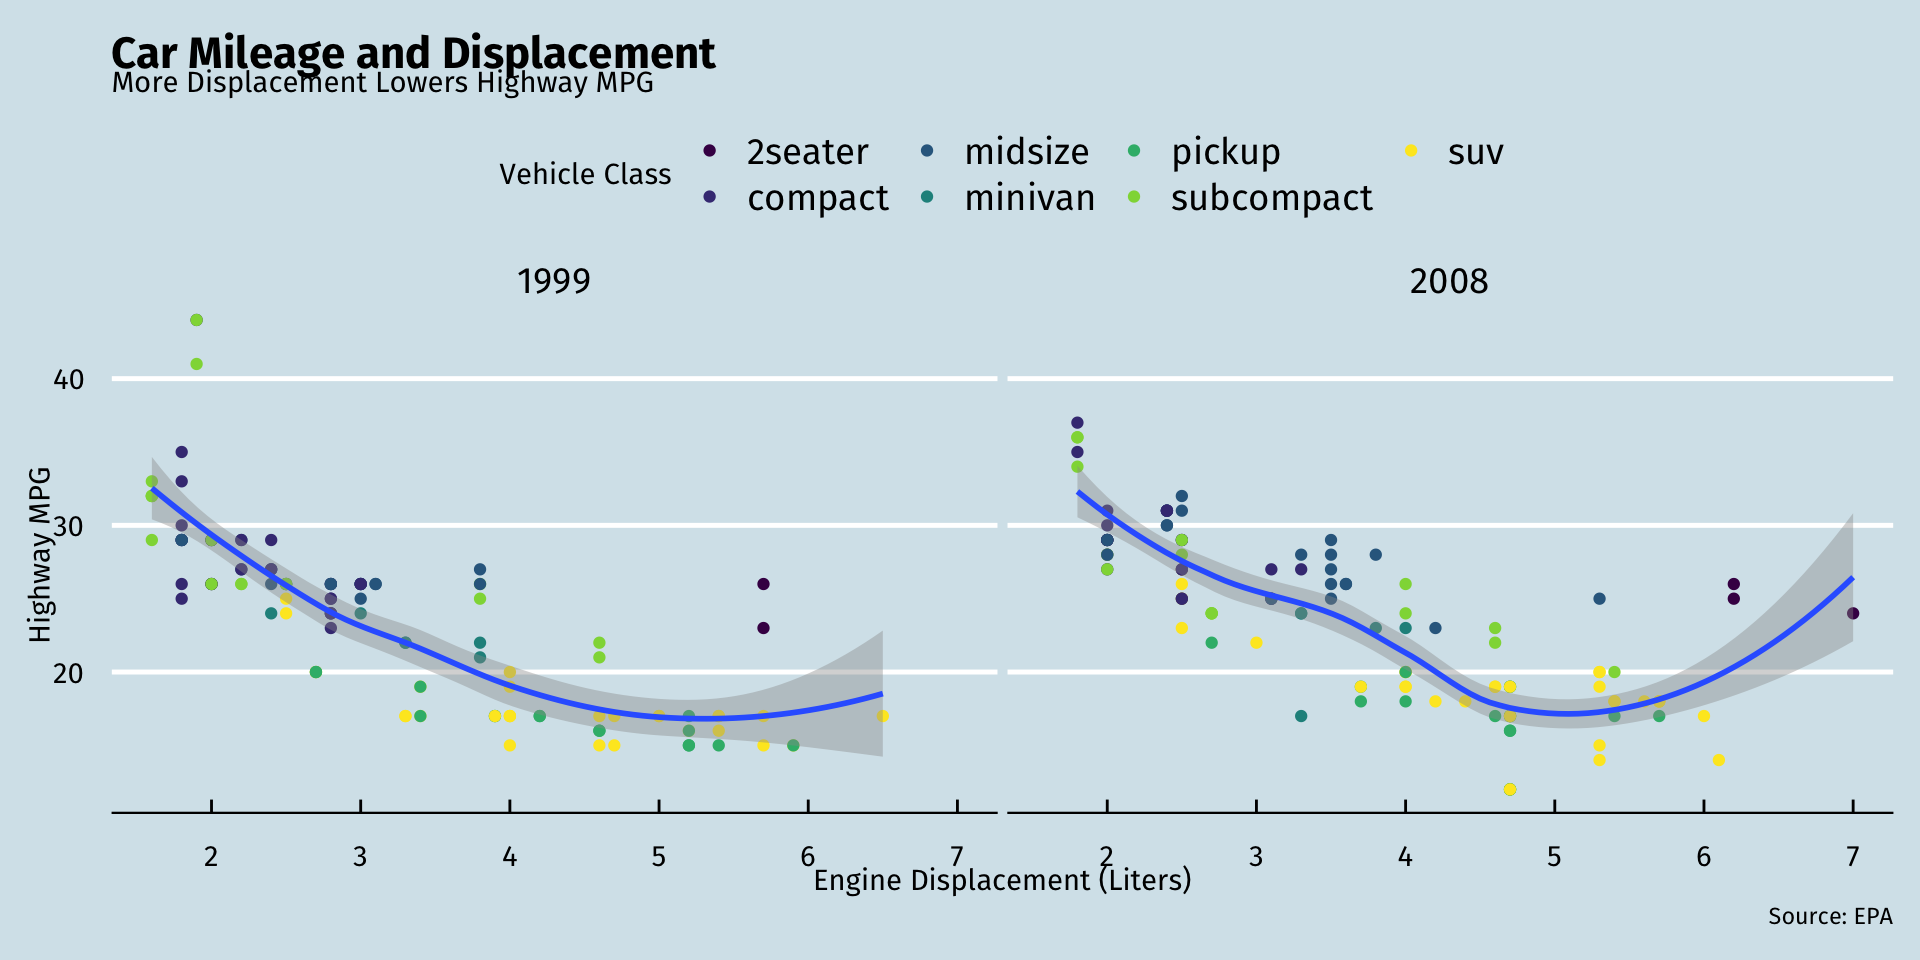 Car Mileage and Displacement
More Displacement Lowers Highway MPG
Vehicle Class
2seater midsize pickup suv
compact minivan subcompact
1999 2008
40
30
20
Highway MPG
2 3 4 5 6 7 2 3 4 5 6 7
Engine Displacement (Liters)
Source: EPA